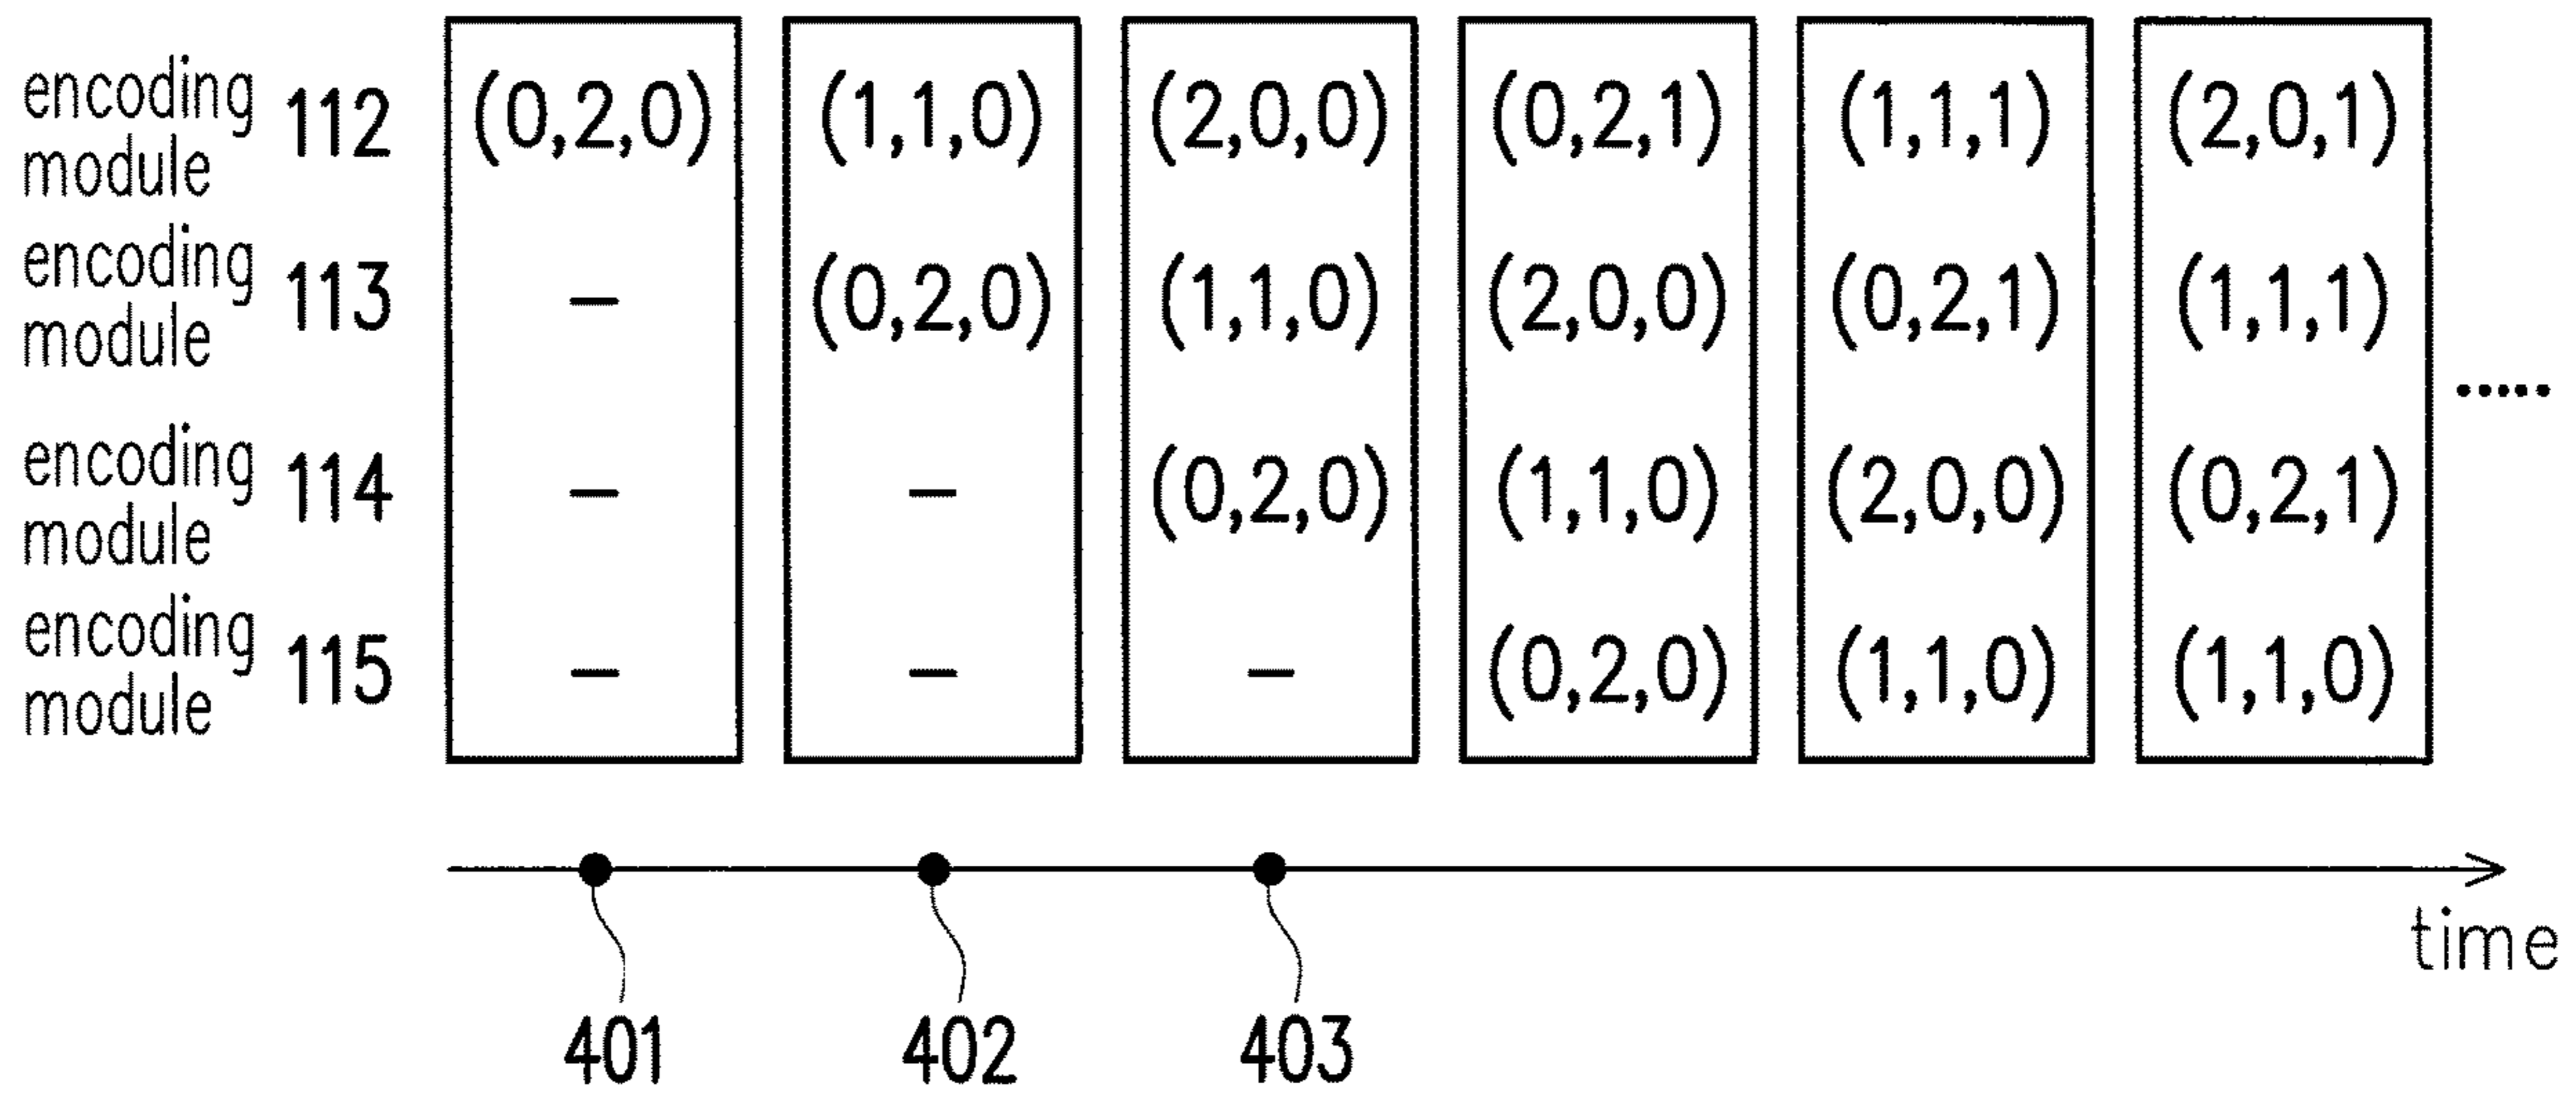 encoding module 112 (0,2,0) (1,1,0) (2,0,0) (0,2,1) (1,1,1) (2,0,1)
encoding module 113 – (0,2,0) (1,1,0) (2,0,0) (0,2,1) (1,1,1)
.....
encoding module 114 – – (0,2,0) (1,1,0) (2,0,0) (0,2,1)
encoding module 115 – – – (0,2,0) (1,1,0) (1,1,0)
time
401 402 403